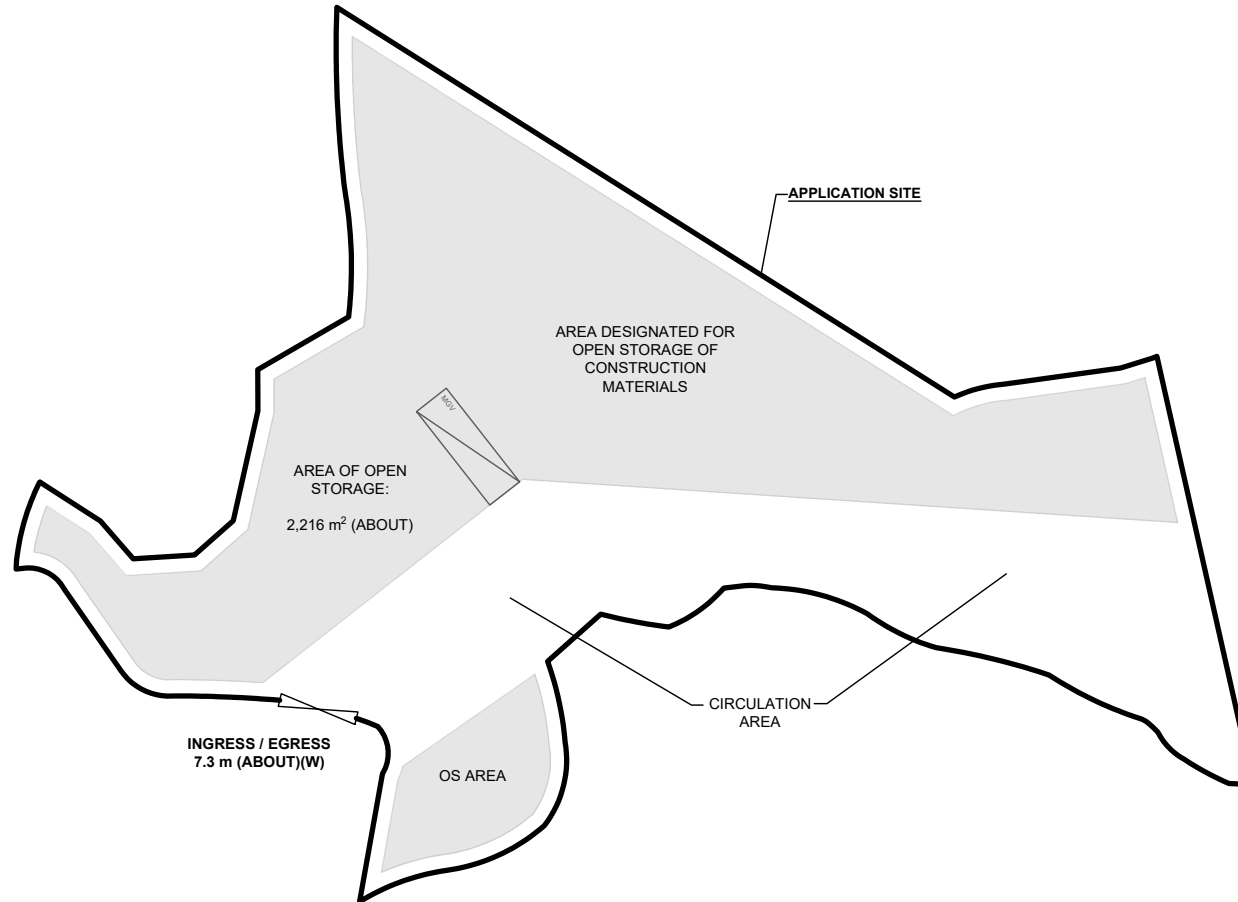 APPLICATION SITE
AREA DESIGNATED FOR
OPEN STORAGE OF
CONSTRUCTION
MATERIALS
MGV
AREA OF OPEN
STORAGE:
2,216 m² (ABOUT)
CIRCULATION
AREA
INGRESS / EGRESS
7.3 m (ABOUT)(W)
OS AREA